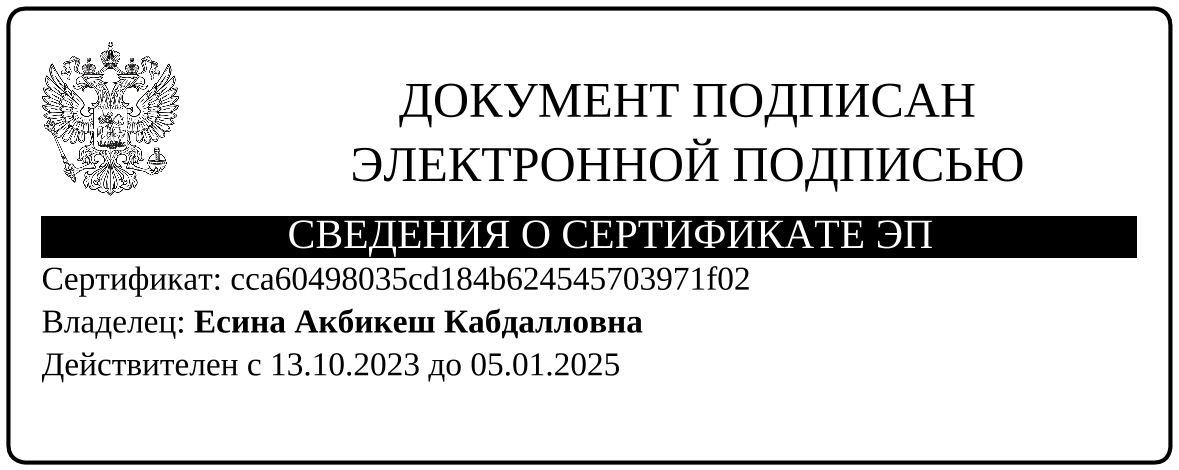 ДОКУМЕНТ ПОДПИСАН
ЭЛЕКТРОННОЙ ПОДПИСЬЮ
СВЕДЕНИЯ О СЕРТИФИКАТЕ ЭП
Сертификат: cca60498035cd184b624545703971f02
Владелец: Есина Акбикеш Кабдалловна
Действителен с 13.10.2023 до 05.01.2025